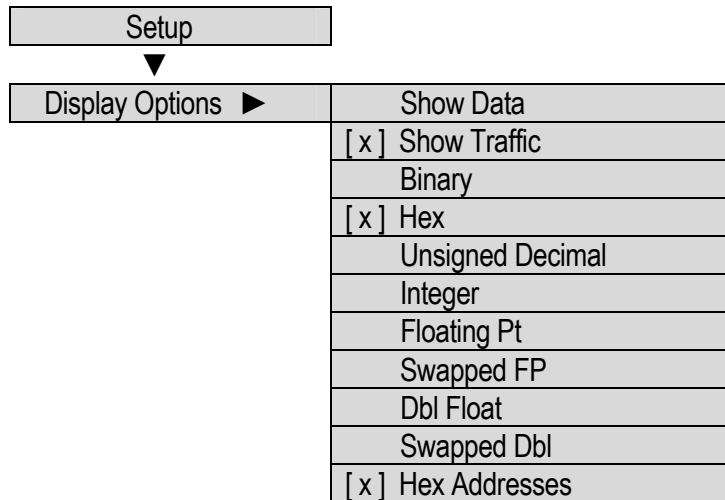 Setup
▼
Display Options ► Show Data
[ x ] Show Traffic
Binary
[ x ] Hex
Unsigned Decimal
Integer
Floating Pt
Swapped FP
Dbl Float
Swapped Dbl
[ x ] Hex Addresses